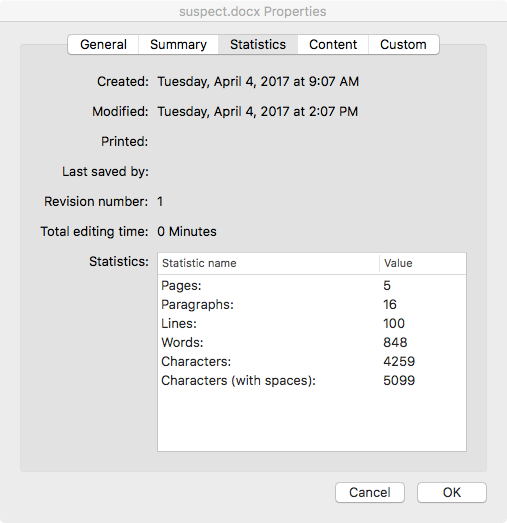 suspect.docx Properties
General Summary Statistics Content Custom
Created: Tuesday, April 4, 2017 at 9:07 AM
Modified: Tuesday, April 4, 2017 at 2:07 PM
Printed:
Last saved by:
Revision number: 1
Total editing time: 0 Minutes
Statistics: Statistic name Value
Pages: 5
Paragraphs: 16
Lines: 100
Words: 848
Characters: 4259
Characters (with spaces): 5099
Cancel OK